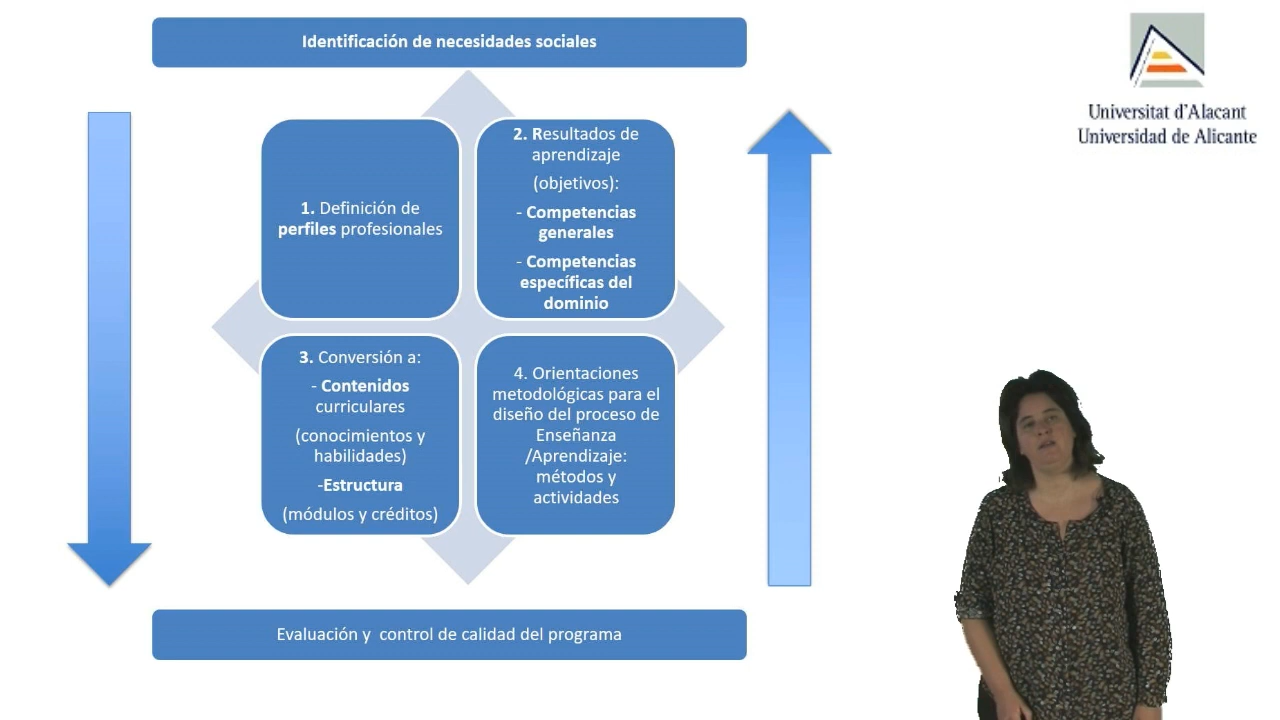 Identificación de necesidades sociales
Universitat d'Alacant
Universidad de Alicante
1. Definición de
perfiles profesionales
2. Resultados de
aprendizaje
(objetivos):
- Competencias
generales
- Competencias
específicas del
dominio
3. Conversión a:
- Contenidos
curriculares
(conocimientos y
habilidades)
-Estructura
(módulos y créditos)
4. Orientaciones
metodológicas para el
diseño del proceso de
Enseñanza
/Aprendizaje:
métodos y
actividades
Evaluación y  control de calidad del programa